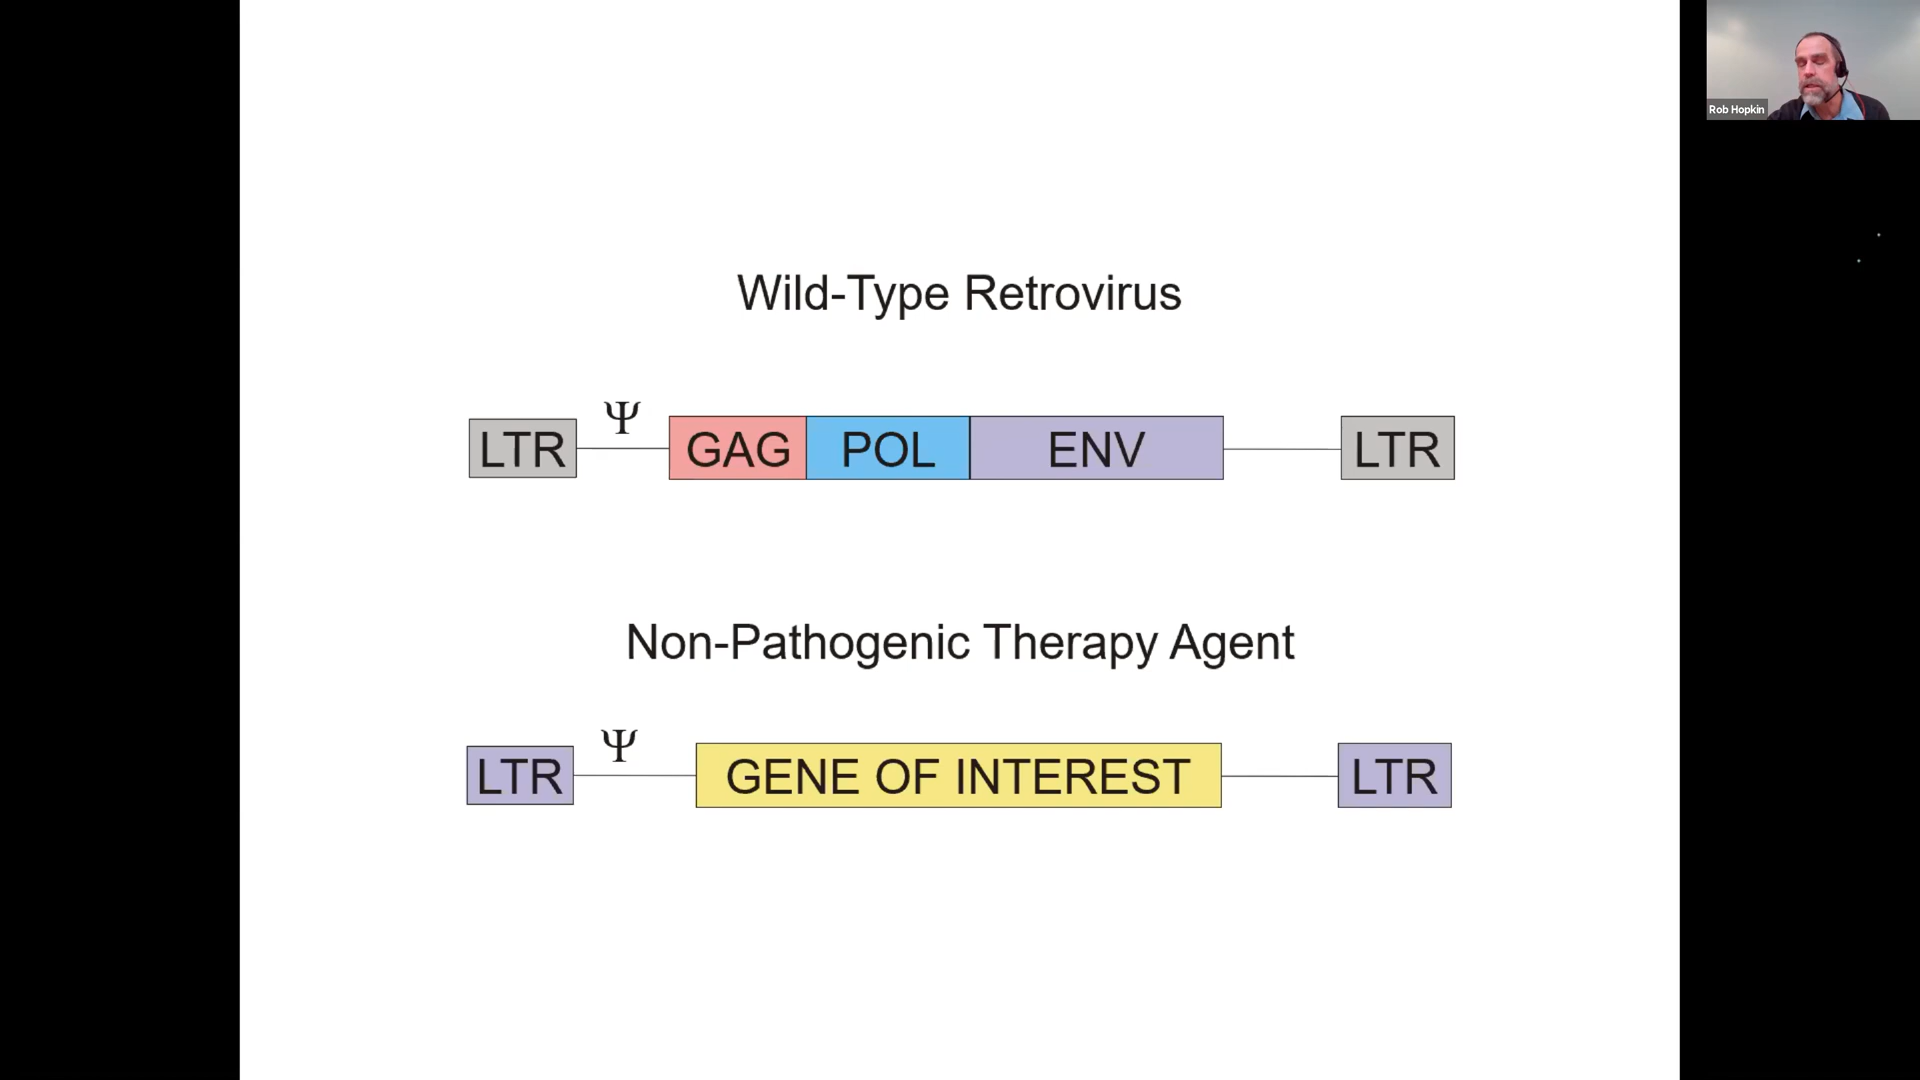 Rob Hopkin
Wild-Type Retrovirus
Ψ
LTR GAG POL ENV LTR
Non-Pathogenic Therapy Agent
Ψ
LTR GENE OF INTEREST LTR